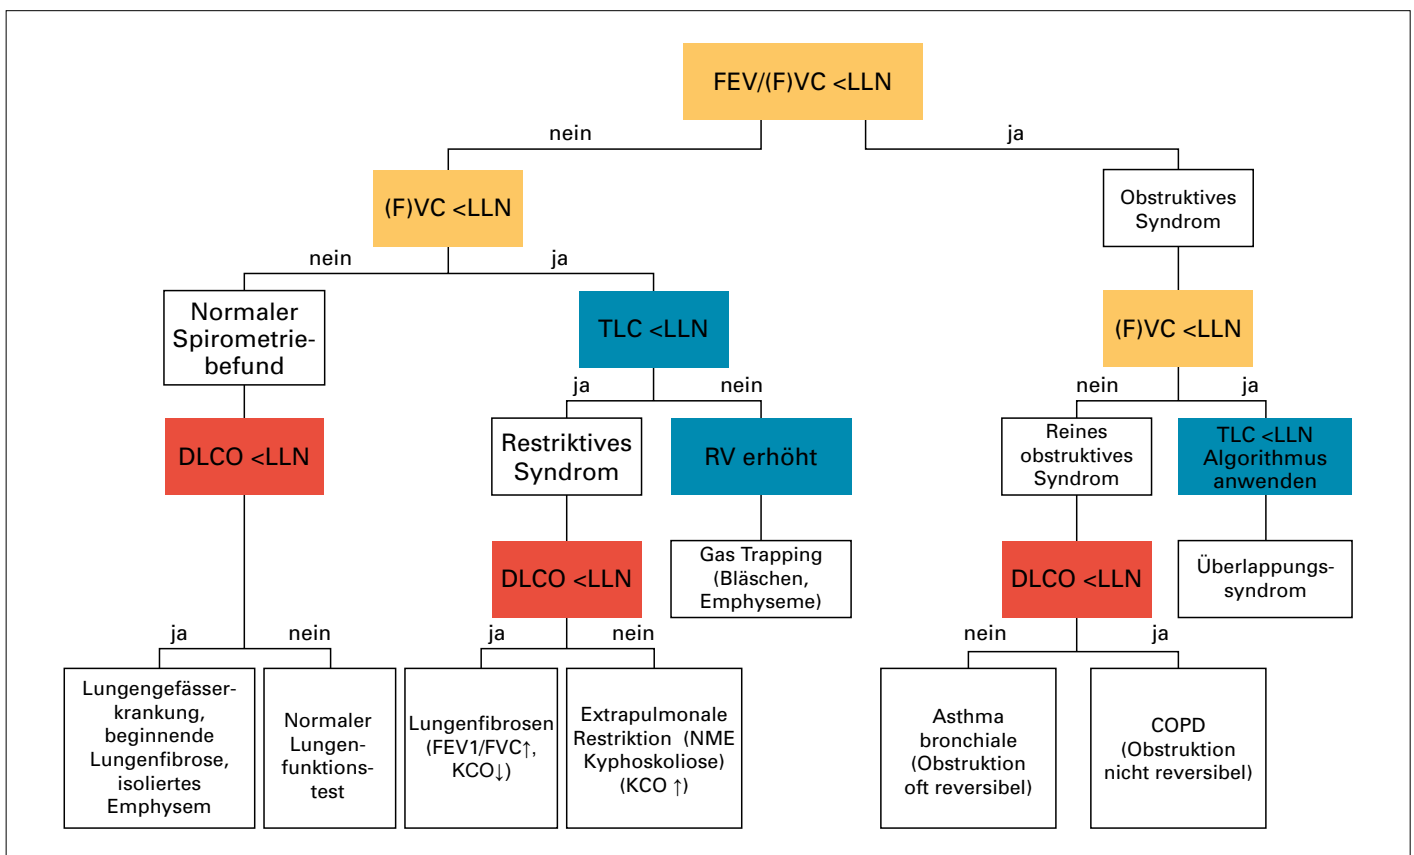 FEV/(F)VC <LLN
nein
ja
(F)VC <LLN
Obstruktives
Syndrom
nein
ja
Normaler
Spirometrie-
befund
TLC <LLN
(F)VC <LLN
ja
nein
nein
ja
DLCO <LLN
Restriktives
Syndrom
RV erhöht
Reines
obstruktives
Syndrom
TLC <LLN
Algorithmus
anwenden
DLCO <LLN
Gas Trapping
(Bläschen,
Emphyseme)
DLCO <LLN
Überlappungs-
syndrom
ja
nein
ja
nein
nein
ja
Lungengefässer-
krankung,
beginnende
Lungenfibrose,
isoliertes
Emphysem
Normaler
Lungen-
funktions-
test
Lungenfibrosen
(FEV1/FVC↑,
KCO↓)
Extrapulmonale
Restriktion (NME
Kyphoskoliose)
(KCO ↑)
Asthma
bronchiale
(Obstruktion
oft reversibel)
COPD
(Obstruktion
nicht reversibel)